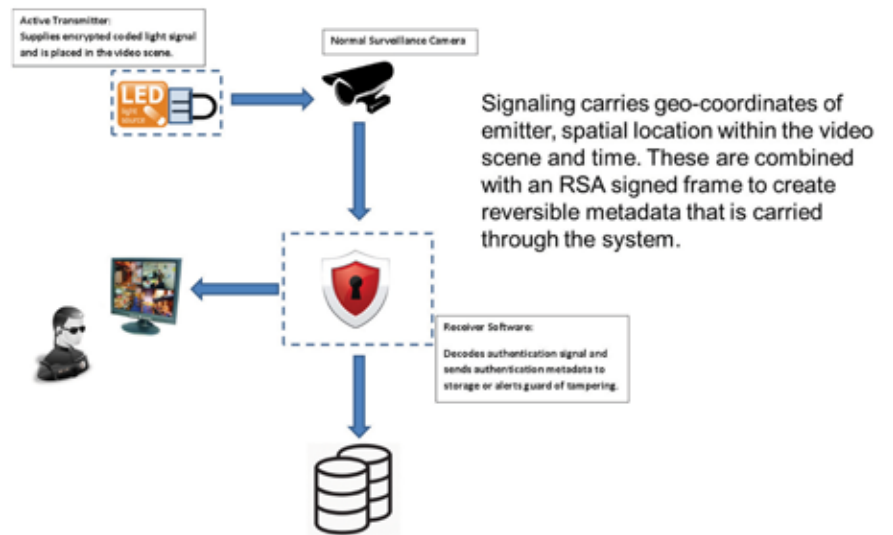 Active Transmitter:
Supplies encrypted coded light signal
and is placed in the video scene.
Normal Surveillance Camera
LED
light
source
Signaling carries geo-coordinates of
emitter, spatial location within the video
scene and time. These are combined
with an RSA signed frame to create
reversible metadata that is carried
through the system.
Receiver Software:
Decodes authentication signal and
sends authentication metadata to
storage or alerts guard of tampering.